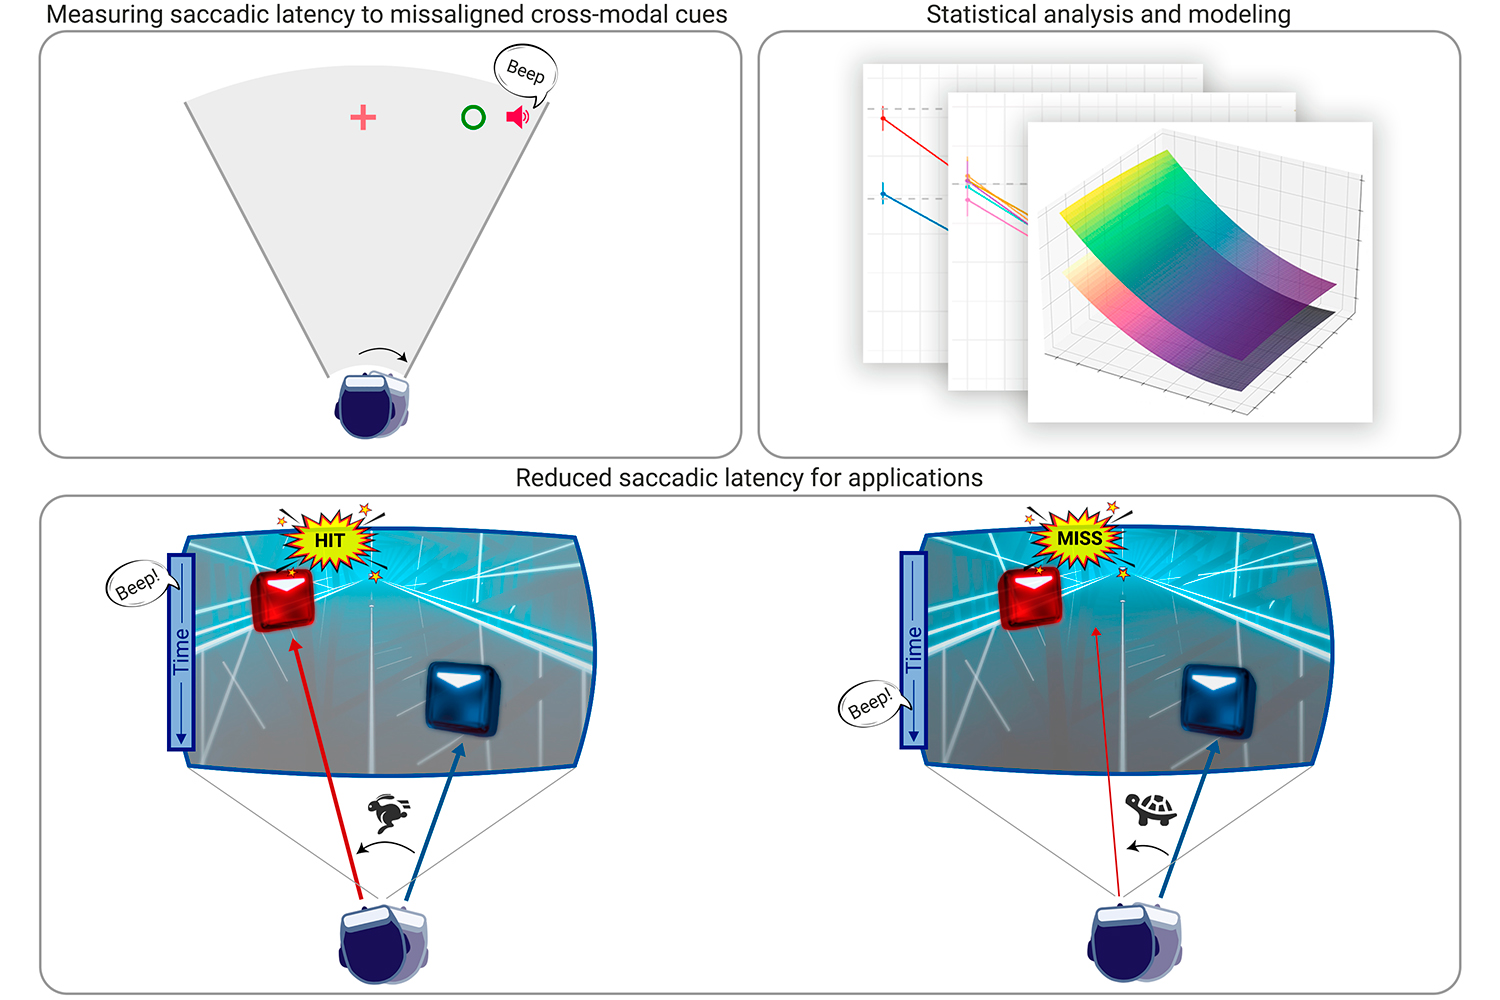 Measuring saccadic latency to missaligned cross-modal cues
Statistical analysis and modeling
Beep
Reduced saccadic latency for applications
HIT
Beep!
Time
MISS
Time
Beep!